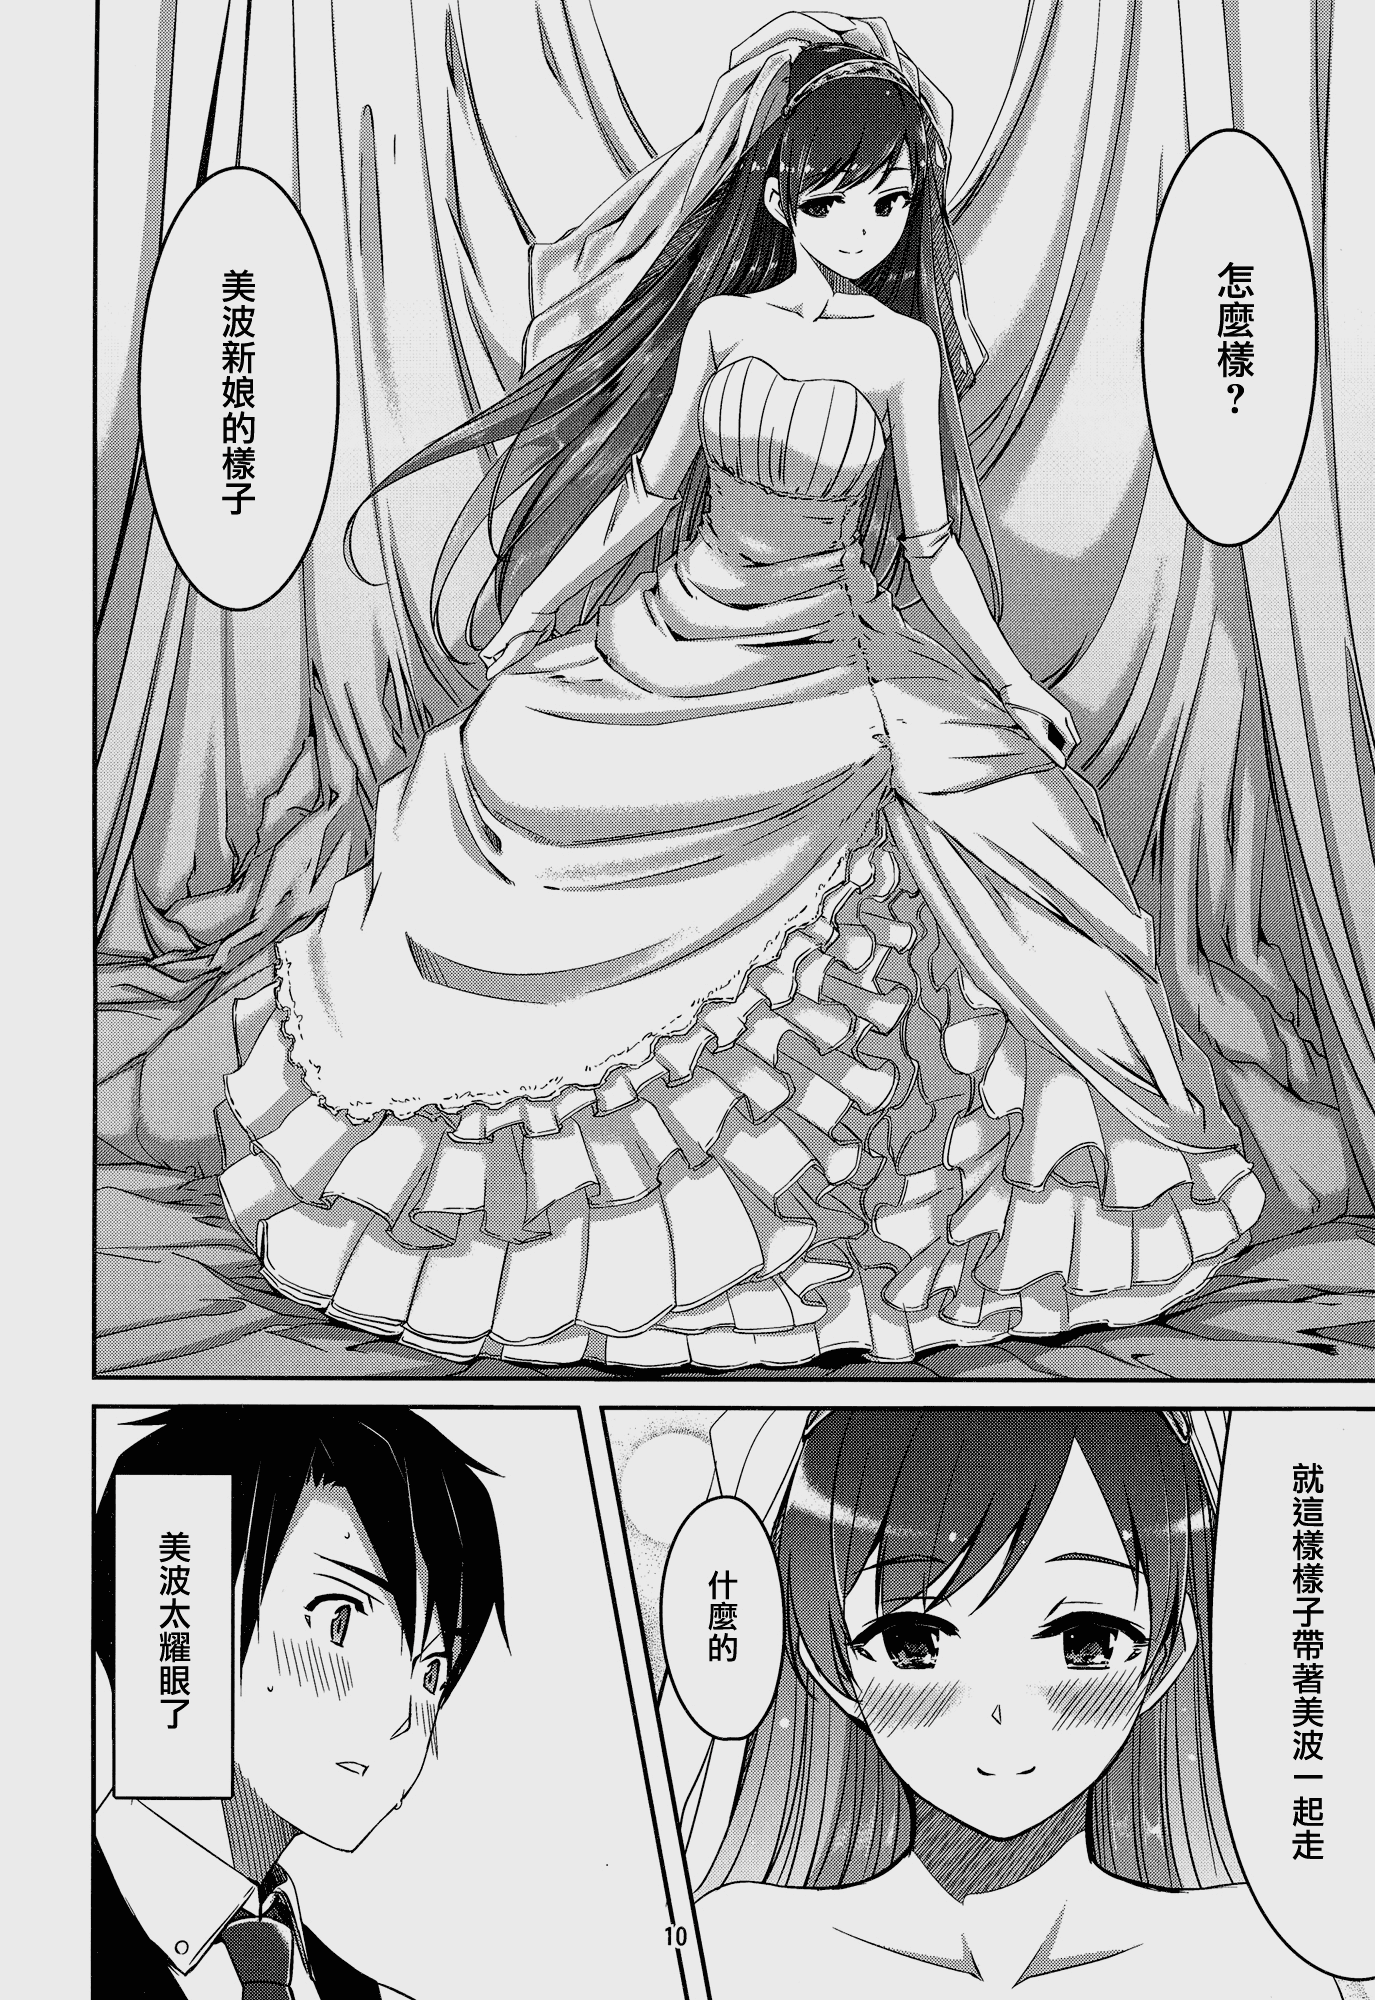 怎麼樣？
美波新娘的樣子
就這樣樣子帶著美波一起走
什麼的
美波太耀眼了
10